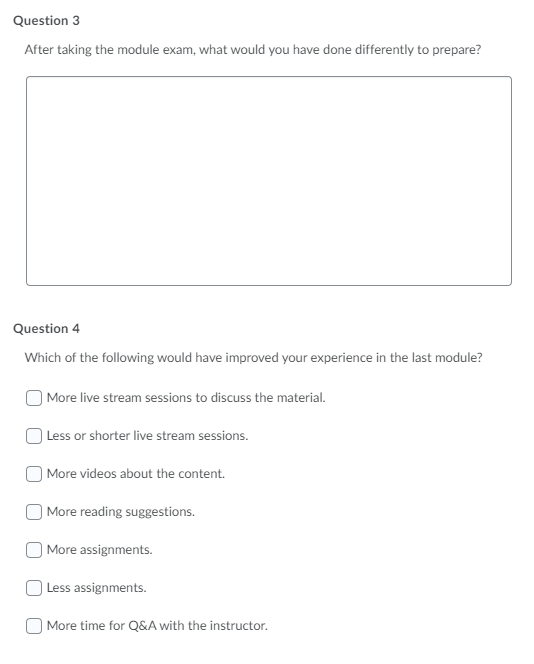 Question 3
After taking the module exam, what would you have done differently to prepare?
Question 4
Which of the following would have improved your experience in the last module?
More live stream sessions to discuss the material.
Less or shorter live stream sessions.
More videos about the content.
More reading suggestions.
More assignments.
Less assignments.
More time for Q&A with the instructor.